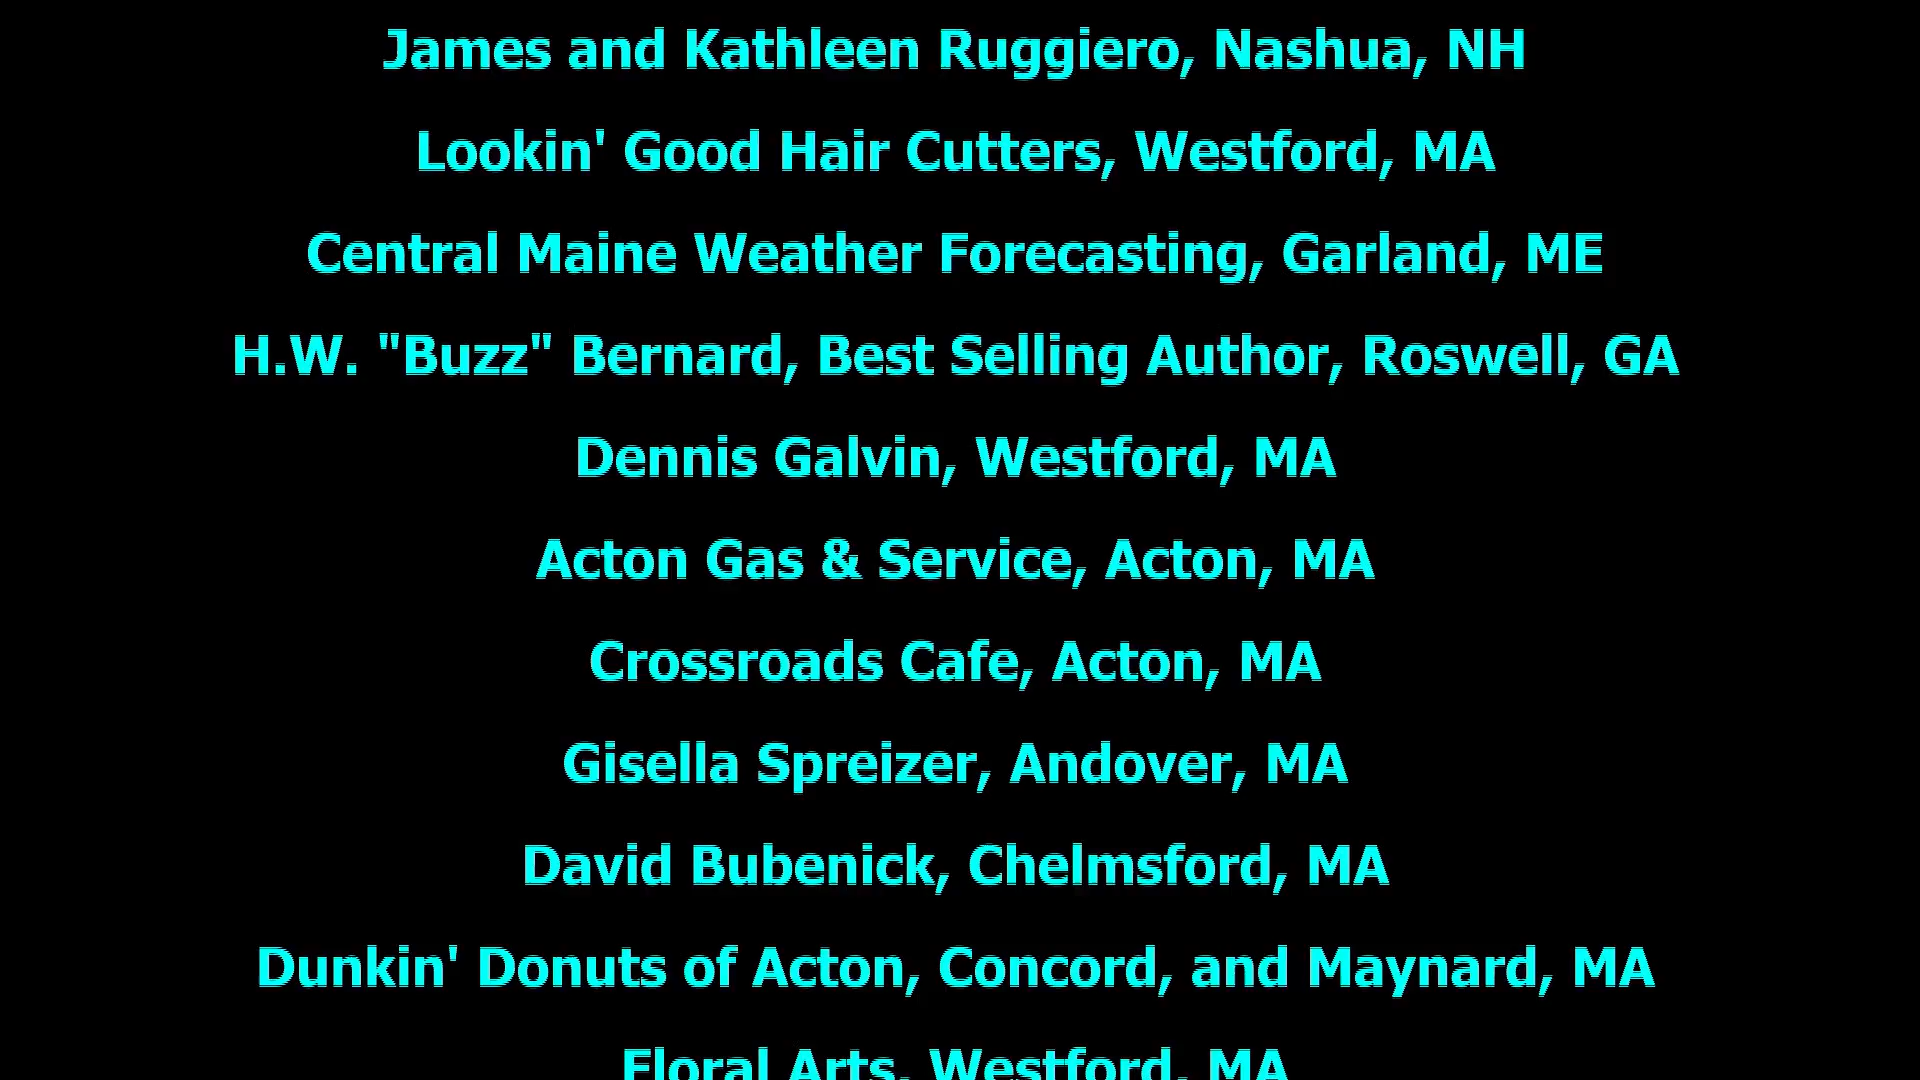 James and Kathleen Ruggiero, Nashua, NH
Lookin' Good Hair Cutters, Westford, MA
Central Maine Weather Forecasting, Garland, ME
H.W. "Buzz" Bernard, Best Selling Author, Roswell, GA
Dennis Galvin, Westford, MA
Acton Gas & Service, Acton, MA
Crossroads Cafe, Acton, MA
Gisella Spreizer, Andover, MA
David Bubenick, Chelmsford, MA
Dunkin' Donuts of Acton, Concord, and Maynard, MA
Floral Arts, Westford, MA